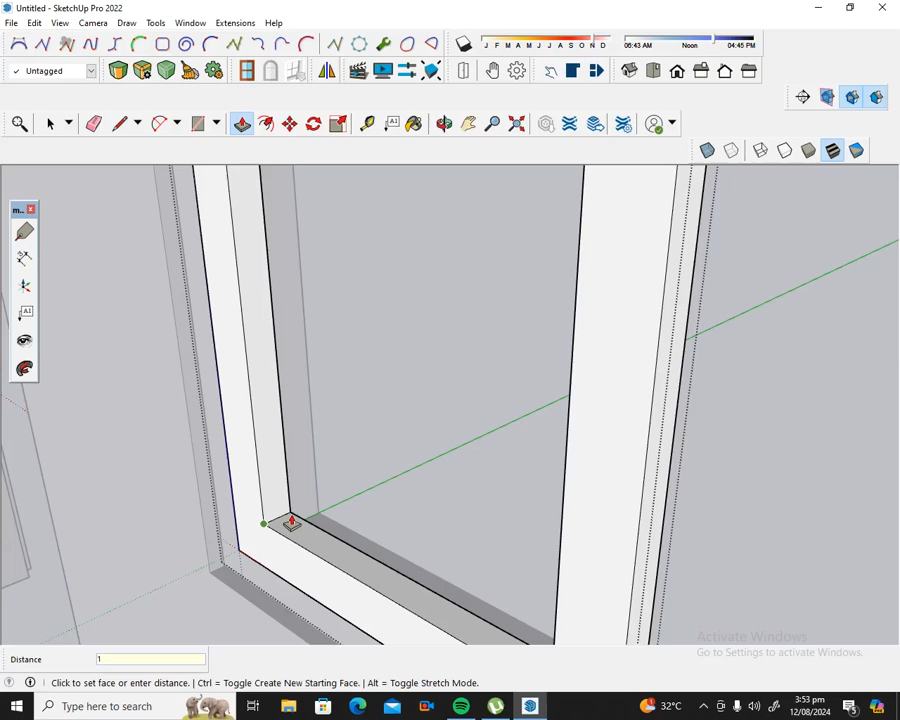 Untitled - SketchUp Pro 2022
File Edit View Camera Draw Tools Window Extensions Help
J F M A M J J A S O N D
06:43 AM Noon 04:45 PM
Untagged
m...
A1
A1
Activate Windows
Go to Settings to activate Windows.
Distance 1
Click to set face or enter distance. | Ctrl = Toggle Create New Starting Face. | Alt = Toggle Stretch Mode.
Type here to search
32°C
3:53 pm
12/08/2024
5